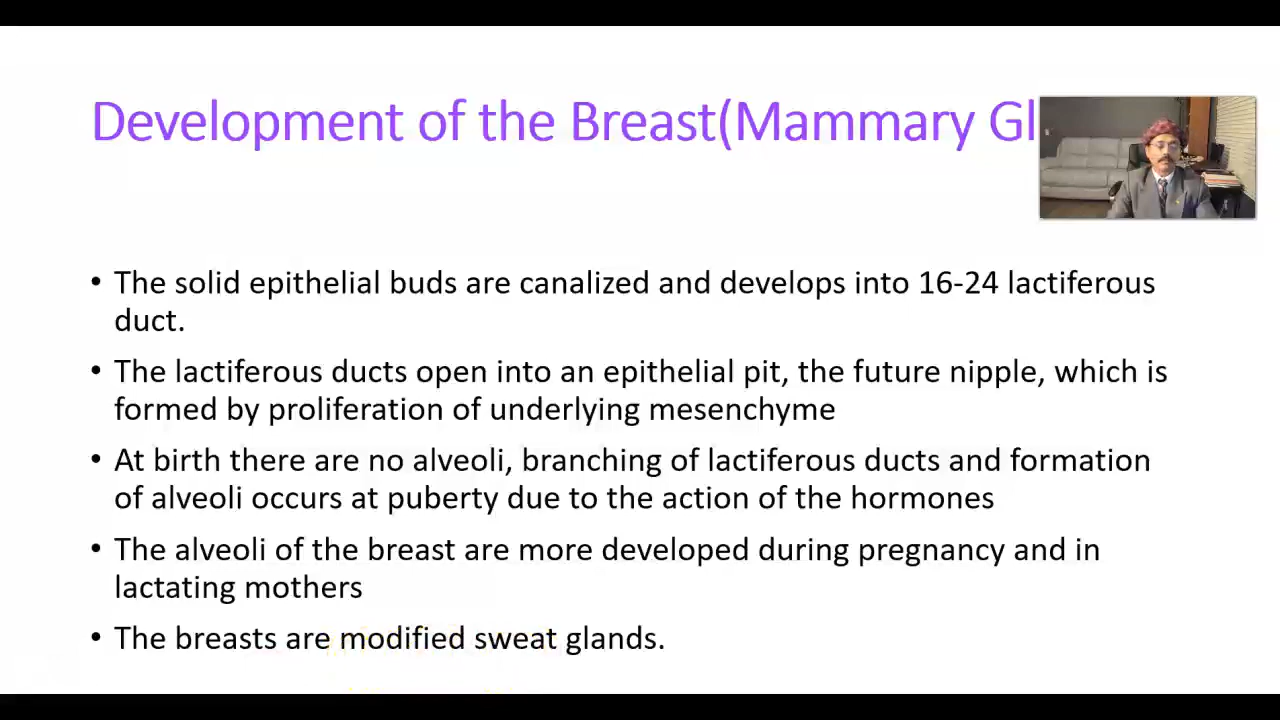 Development of the Breast(Mammary Gl
• The solid epithelial buds are canalized and develops into 16-24 lactiferous
duct.
• The lactiferous ducts open into an epithelial pit, the future nipple, which is
formed by proliferation of underlying mesenchyme
• At birth there are no alveoli, branching of lactiferous ducts and formation
of alveoli occurs at puberty due to the action of the hormones
• The alveoli of the breast are more developed during pregnancy and in
lactating mothers
• The breasts are modified sweat glands.